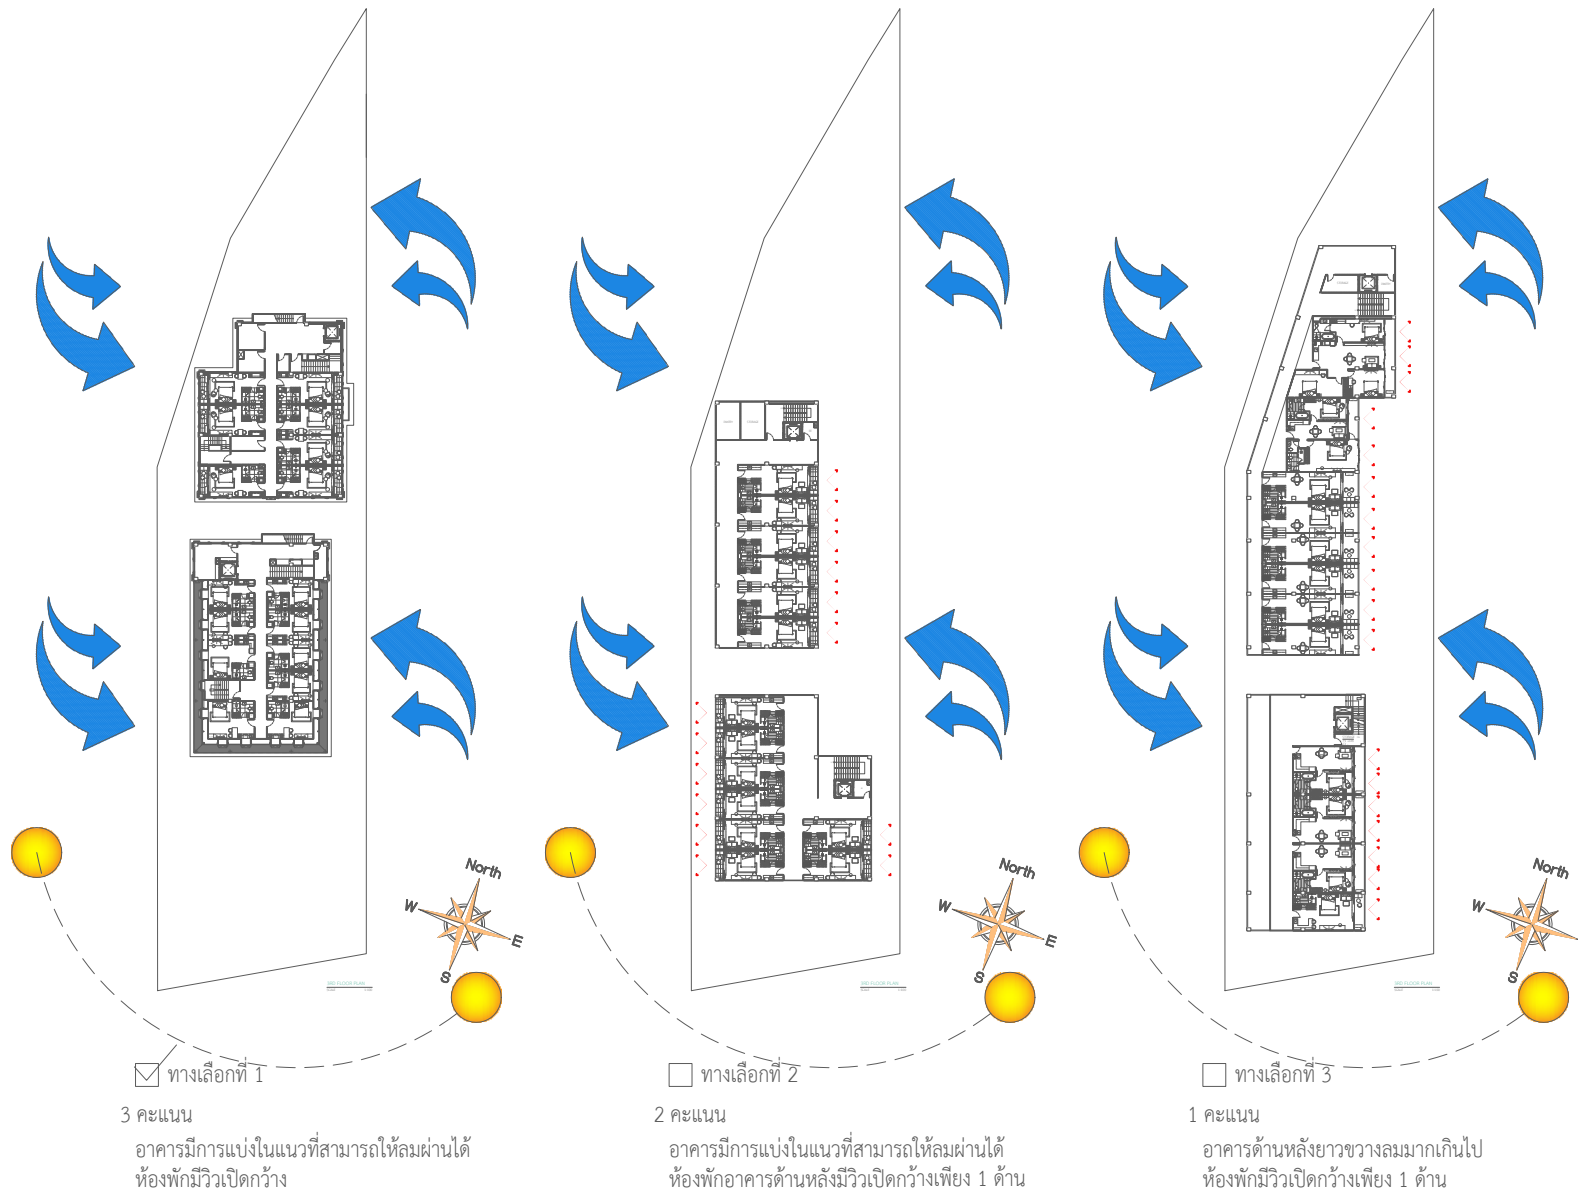 North
W
E
S
3RD FLOOR PLAN
North
W
E
S
3RD FLOOR PLAN
North
W
S
3RD FLOOR PLAN
ทางเลือกที่ 1
3 คะแนน
อาคารมีการแบ่งในแนวที่สามารถให้ลมผ่านได้
ห้องพักมีวิวเปิดกว้าง
ทางเลือกที่ 2
2 คะแนน
อาคารมีการแบ่งในแนวที่สามารถให้ลมผ่านได้
ห้องพักอาคารด้านหลังมีวิวเปิดกว้างเพียง 1 ด้าน
ทางเลือกที่ 3
1 คะแนน
อาคารด้านหลังยาวขวางลมมากเกินไป
ห้องพักมีวิวเปิดกว้างเพียง 1 ด้าน